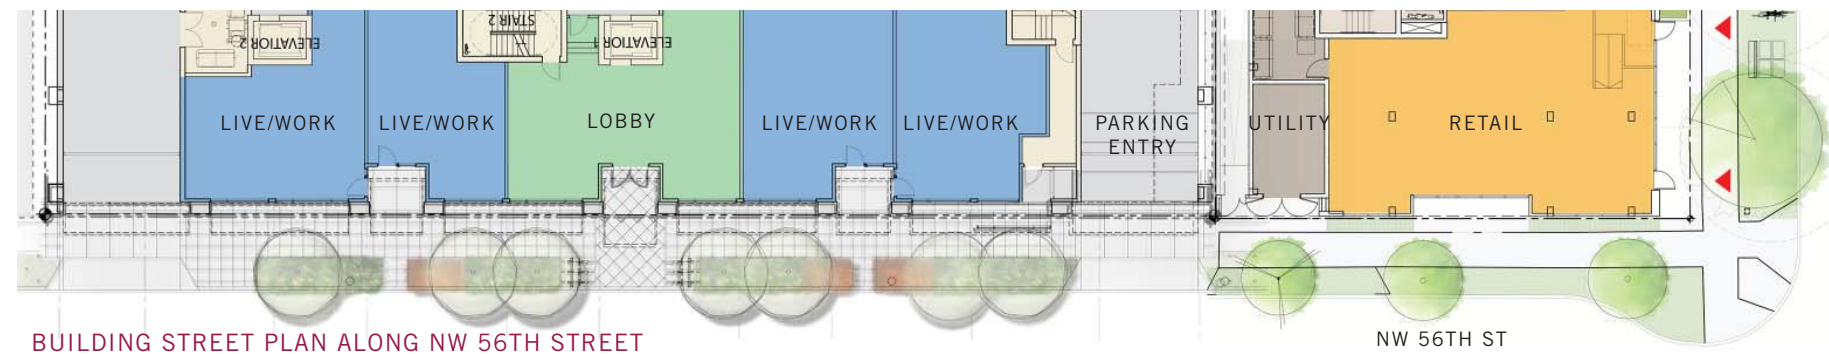 STAIR 2
ELEVATOR 2
ELEVATIOR 1
LIVE/WORK
LIVE/WORK
LOBBY
LIVE/WORK
LIVE/WORK
PARKING
ENTRY
UTILITY
RETAIL
BUILDING STREET PLAN ALONG NW 56TH STREET
NW 56TH ST